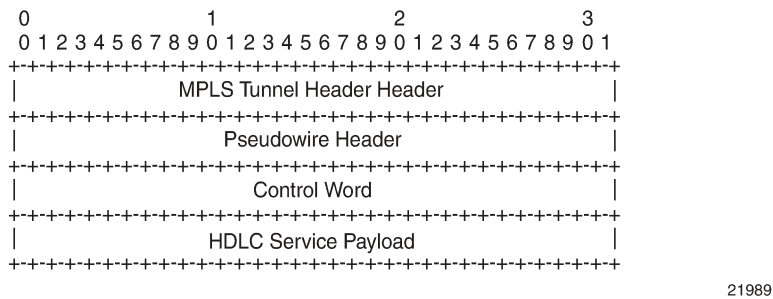 0 1 2 3
0 1 2 3 4 5 6 7 8 9 0 1 2 3 4 5 6 7 8 9 0 1 2 3 4 5 6 7 8 9 0 1
+-+-+-+-+-+-+-+-+-+-+-+-+-+-+-+-+-+-+-+-+-+-+-+-+-+-+-+-+-+-+-+-+
| MPLS Tunnel Header Header |
+-+-+-+-+-+-+-+-+-+-+-+-+-+-+-+-+-+-+-+-+-+-+-+-+-+-+-+-+-+-+-+-+
| Pseudowire Header |
+-+-+-+-+-+-+-+-+-+-+-+-+-+-+-+-+-+-+-+-+-+-+-+-+-+-+-+-+-+-+-+-+
| Control Word |
+-+-+-+-+-+-+-+-+-+-+-+-+-+-+-+-+-+-+-+-+-+-+-+-+-+-+-+-+-+-+-+-+
| HDLC Service Payload |
+-+-+-+-+-+-+-+-+-+-+-+-+-+-+-+-+-+-+-+-+-+-+-+-+-+-+-+-+-+-+-+-+
21989